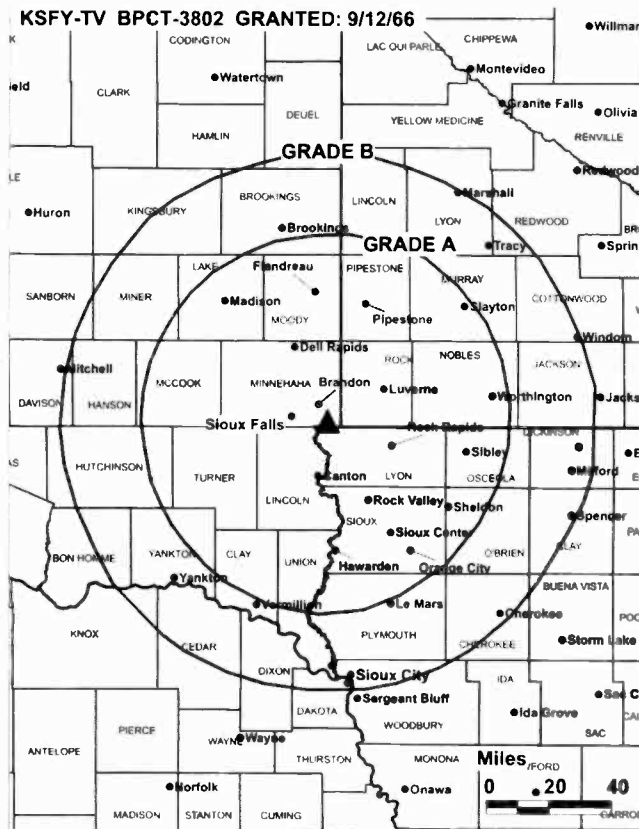 KSFY-TV BPCT-3802 GRANTED: 9/12/66
CODINGTON
LAC QUI PARLE
CHIPPEWA
Willmar
Watertown
Montevideo
CLARK
DEUEL
Granite Falls
Olivia
YELLOW MEDICINE
RENVILLE
HAMLIN
GRADE B
Redwood
KINGSBURY
BROOKINGS
LINCOLN
Marshall
LYON
REDWOOD
Huron
Brookings
GRADE A
Tracy
Sprin
LAKE
Flandreau
PIPESTONE
MURRAY
COTTONWOOD
SANBORN
MINER
Madison
MOODY
Pipestone
Slayton
Windom
Dell Rapids
ROCK
NOBLES
JACKSON
Mitchell
MCCOOK
MINNEHAHA
Brandon
Luverne
Worthington
Jacks
DAVISON
HANSON
Sioux Falls
Rock Rapids
DICKINSON
HUTCHINSON
TURNER
Canton
LYON
Sibley
OSCEOLA
Milford
LINCOLN
Rock Valley
Sheldon
Spencer
SIOUX
Sioux Center
CLAY
BON HOMME
YANKTON
CLAY
UNION
Hawarden
Orange City
O'BRIEN
Yankton
BUENA VISTA
Vermillion
Le Mars
Cherokee
KNOX
PLYMOUTH
CHEROKEE
Storm Lake
CEDAR
DIXON
Sioux City
IDA
Sac C
DAKOTA
Sergeant Bluff
Ida Grove
WOODBURY
SAC
PIERCE
WAYNE
Wayne
ANTELOPE
THURSTON
MONONA
Miles
Norfolk
Onawa
0 20 40
MADISON
STANTON
CUMING
CARRO